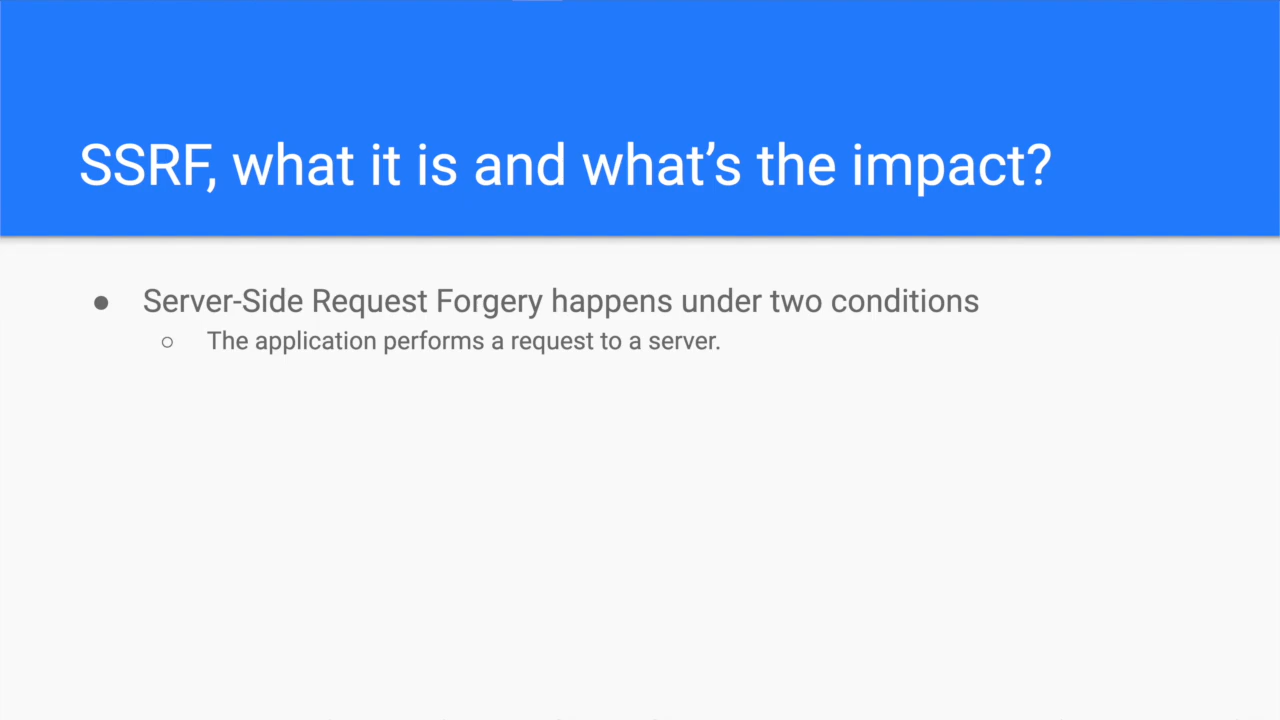 SSRF, what it is and what’s the impact?
● Server-Side Request Forgery happens under two conditions
○ The application performs a request to a server.